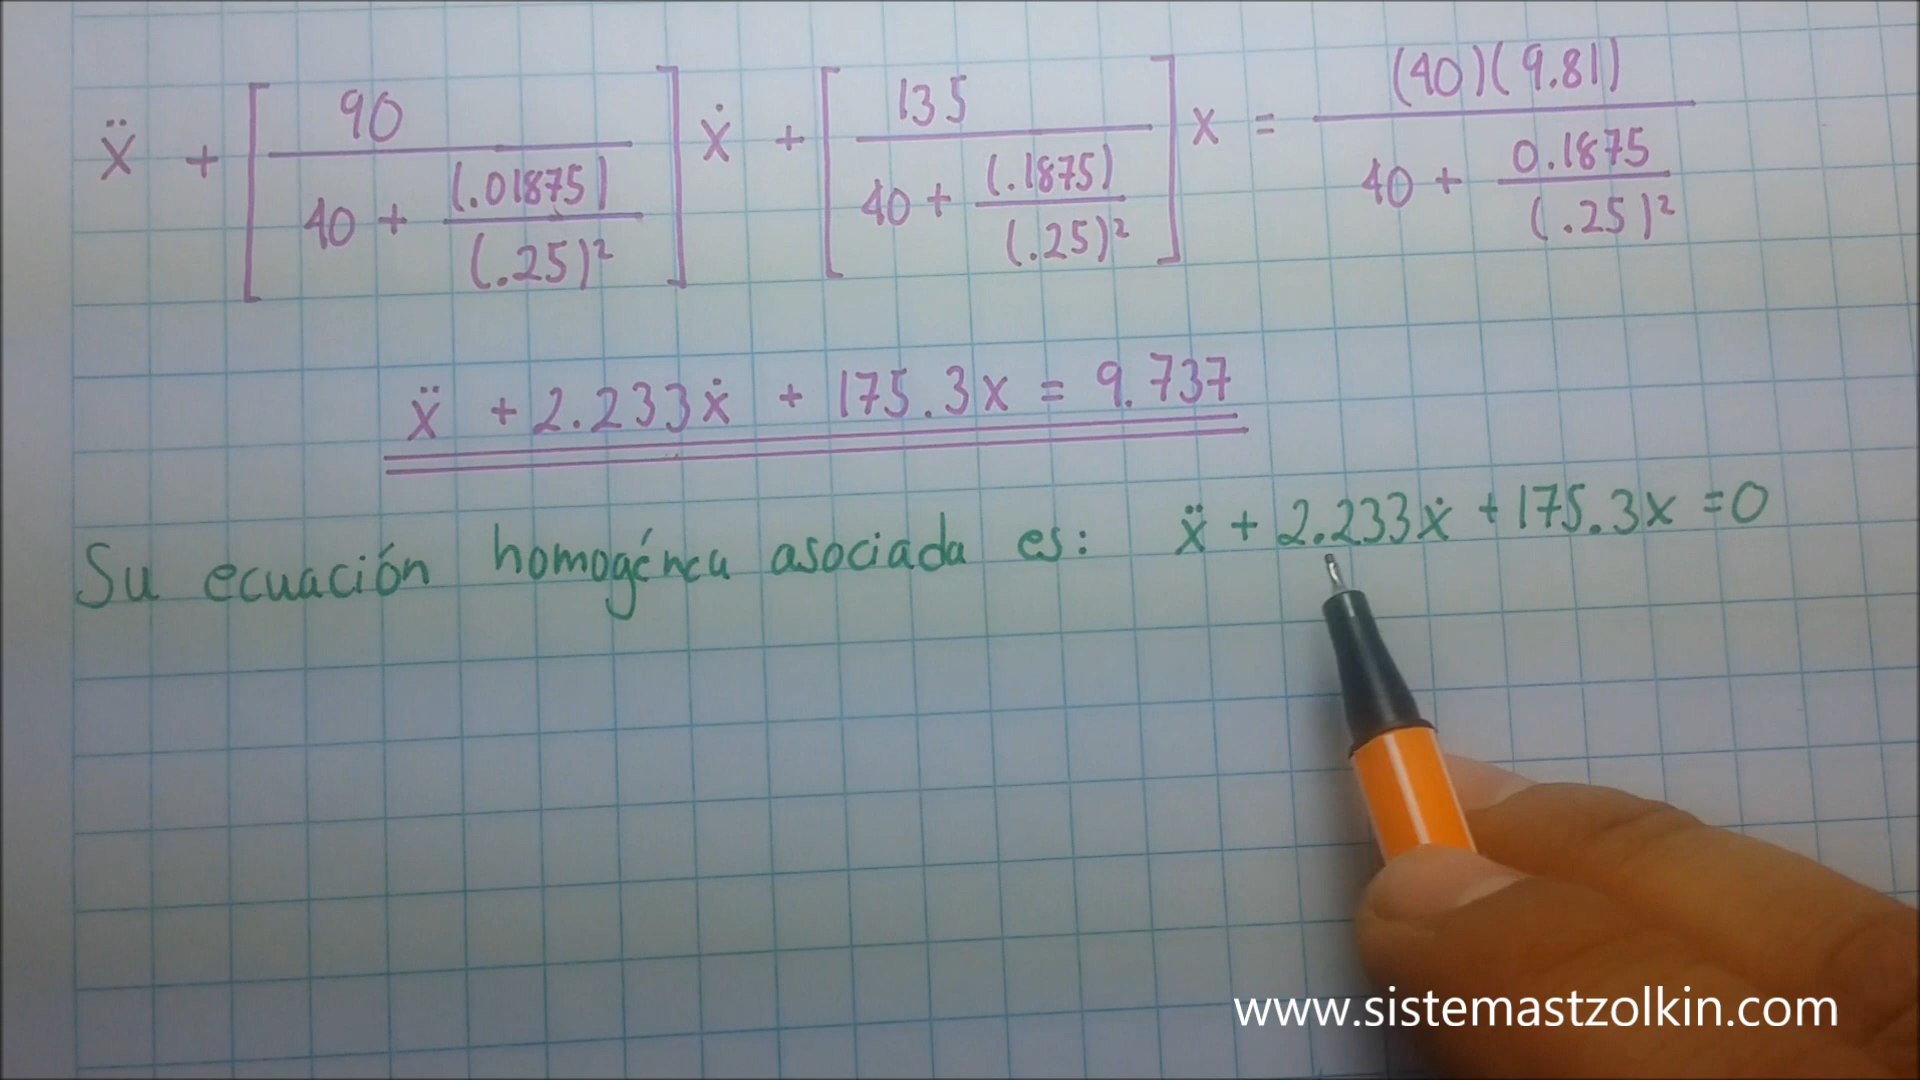 ẍ + [ 90 / (40 + (.01875) / (.25)²) ] ẋ + [ 135 / (40 + (.1875) / (.25)²) ] x = (40)(9.81) / (40 + 0.1875 / (.25)²)
ẍ + 2.233ẋ + 175.3x = 9.737
Su ecuación homogénea asociada es: ẍ + 2.233ẋ + 175.3x = 0
www.sistemastzolkin.com